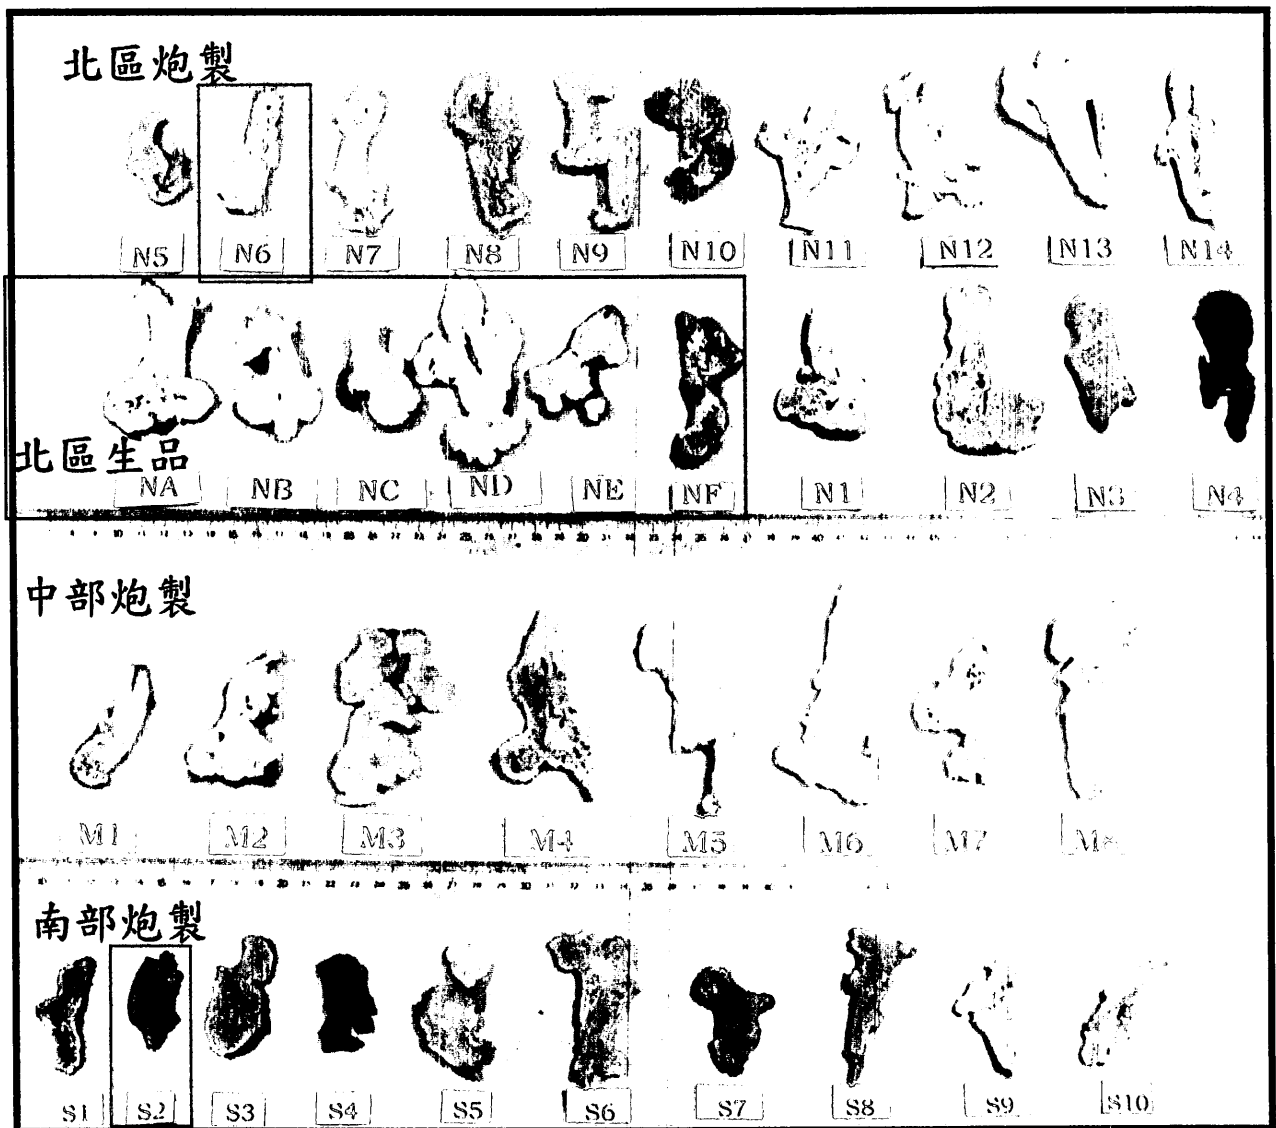 北區炮製
N5 N6 N7 N8 N9 N10 N11 N12 N13 N14
北區生品
NA NB NC ND NE NF N1 N2 N3 N4
中部炮製
M1 M2 M3 M4 M5 M6 M7 M8
南部炮製
S1 S2 S3 S4 S5 S6 S7 S8 S9 S10